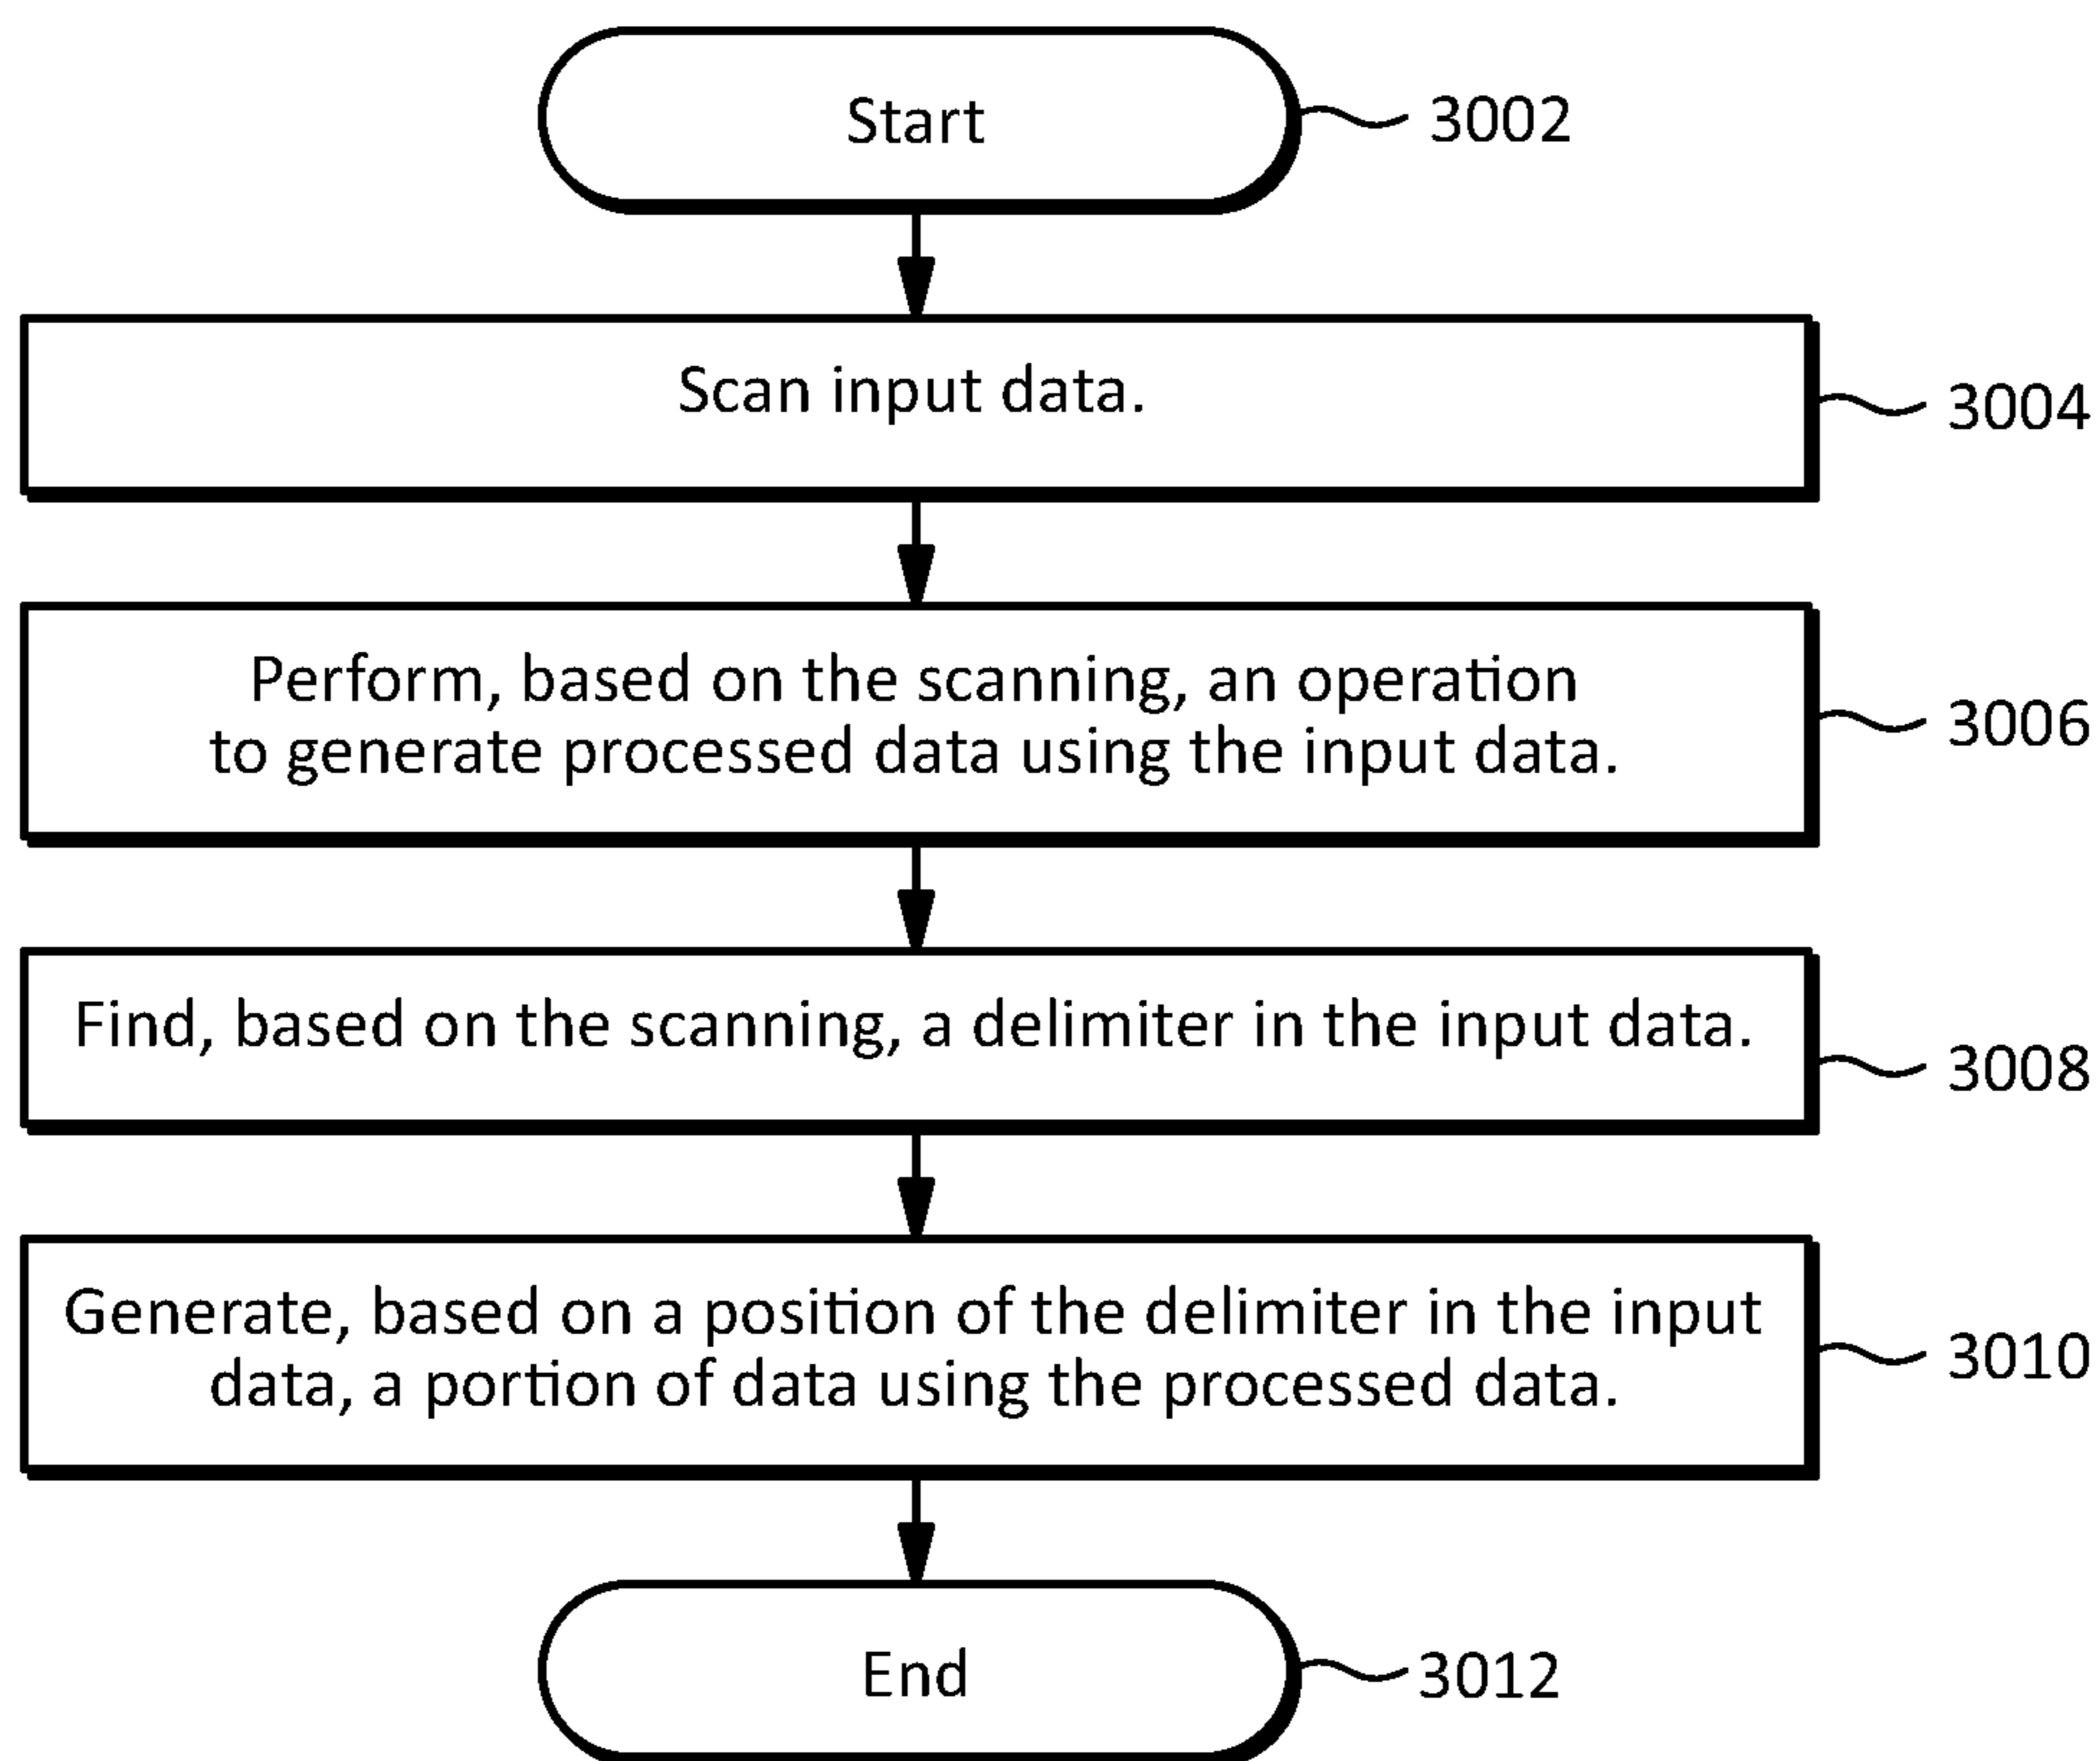 Start
3002
Scan input data.
3004
Perform, based on the scanning, an operation
to generate processed data using the input data.
3006
Find, based on the scanning, a delimiter in the input data.
3008
Generate, based on a position of the delimiter in the input
data, a portion of data using the processed data.
3010
End
3012